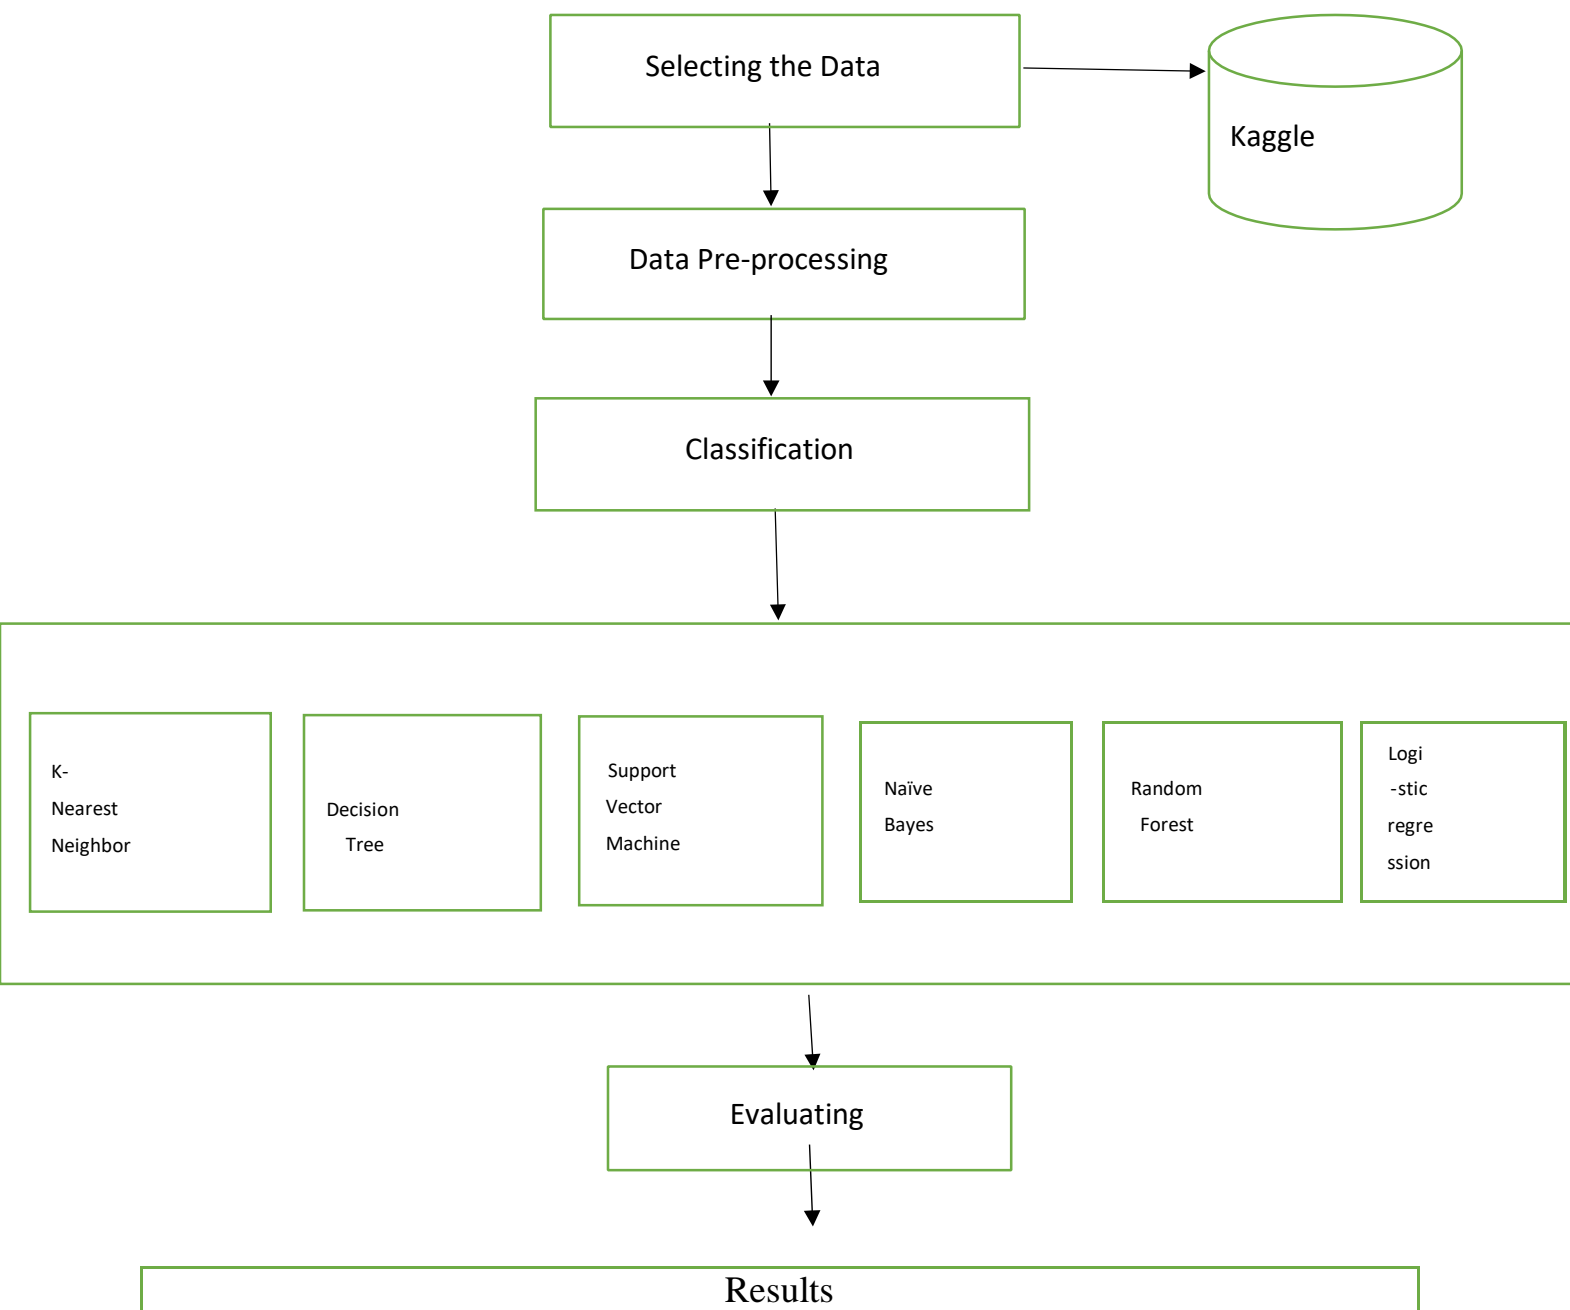 Selecting the Data
Kaggle
Data Pre-processing
Classification
K-
Nearest
Neighbor
Decision
Tree
Support
Vector
Machine
Naïve
Bayes
Random
Forest
Logi
-stic
regre
ssion
Evaluating
Results